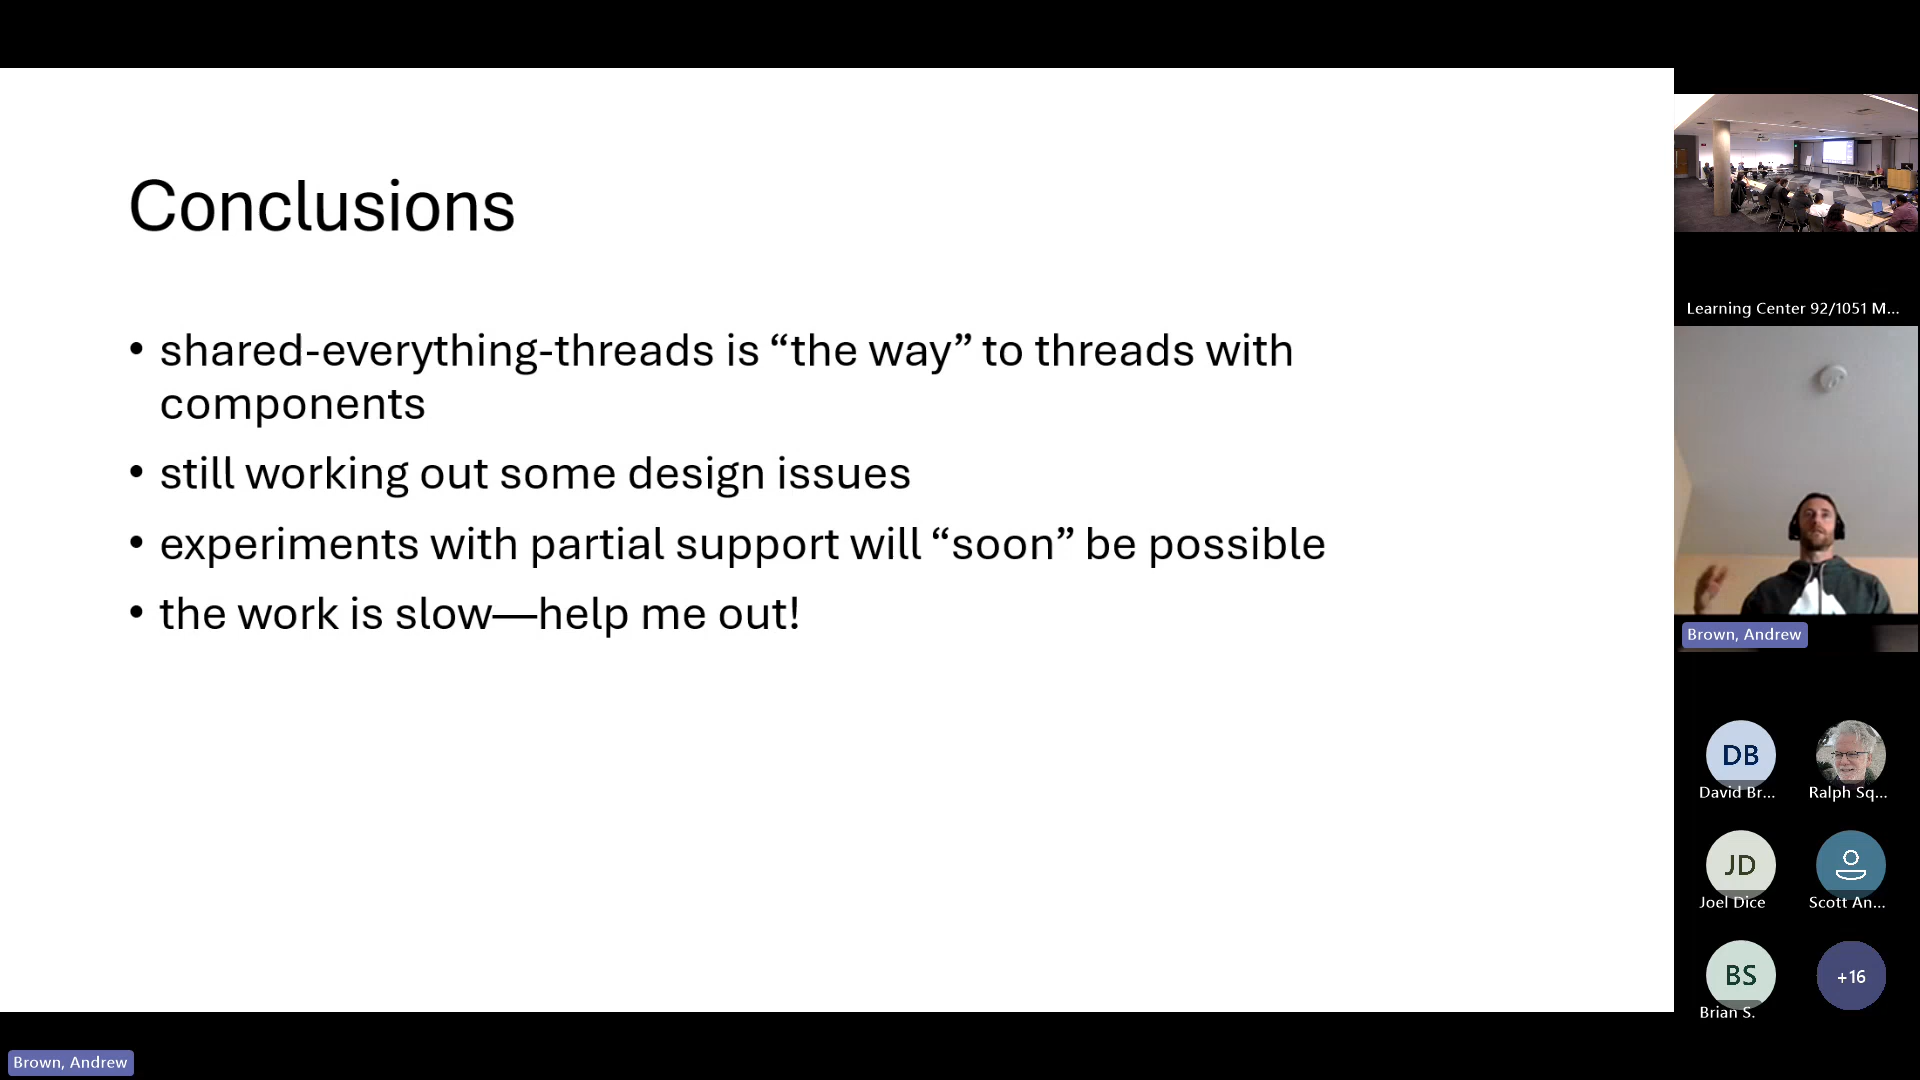 Conclusions
• shared-everything-threads is “the way” to threads with
components
• still working out some design issues
• experiments with partial support will “soon” be possible
• the work is slow—help me out!
Learning Center 92/1051 M...
Brown, Andrew
DB
David Br...
Ralph Sq...
JD
Joel Dice
Scott An...
BS
Brian S.
+16
Brown, Andrew